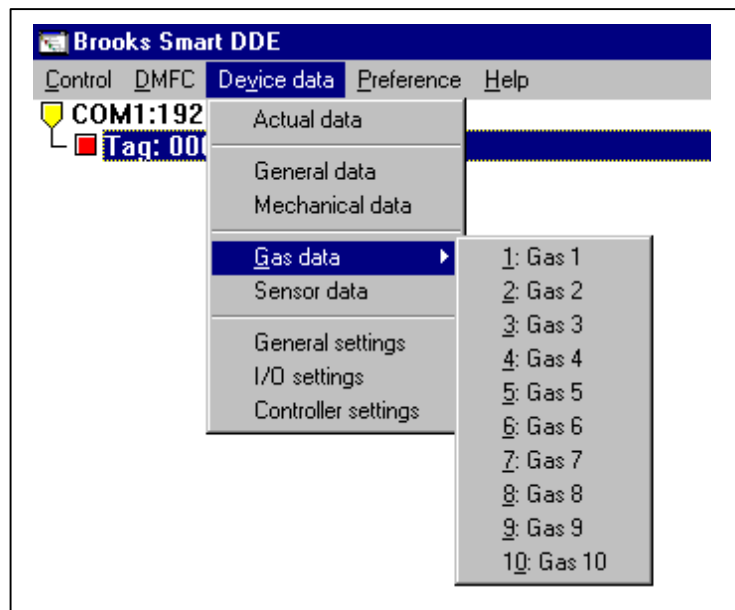 Brooks Smart DDE
Control DMFC Device data Preference Help
COM1:192
Tag: 000
Actual data
General data
Mechanical data
Gas data
Sensor data
General settings
I/O settings
Controller settings
1: Gas 1
2: Gas 2
3: Gas 3
4: Gas 4
5: Gas 5
6: Gas 6
7: Gas 7
8: Gas 8
9: Gas 9
10: Gas 10